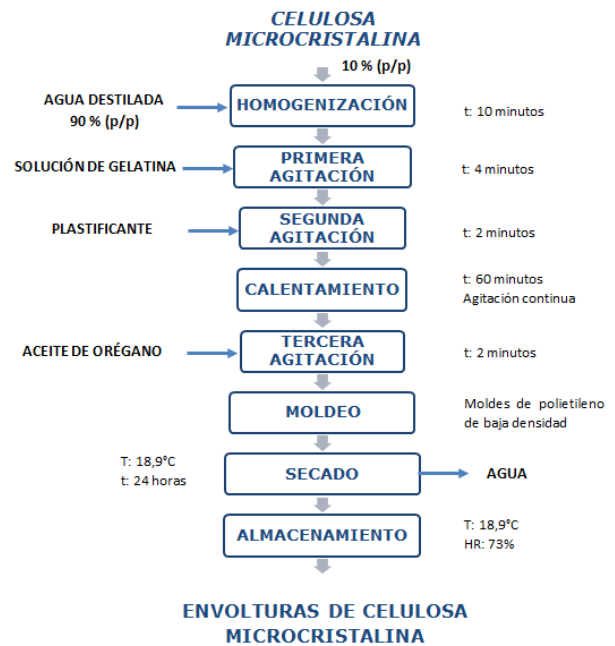 CELULOSA
MICROCRISTALINA
10 % (p/p)
AGUA DESTILADA
90 % (p/p)
HOMOGENIZACIÓN
t: 10 minutos
SOLUCIÓN DE GELATINA
PRIMERA
AGITACIÓN
t: 4 minutos
PLASTIFICANTE
SEGUNDA
AGITACIÓN
t: 2 minutos
CALENTAMIENTO
t: 60 minutos
Agitación continua
ACEITE DE ORÉGANO
TERCERA
AGITACIÓN
t: 2 minutos
MOLDEO
Moldes de polietileno
de baja densidad
T: 18,9°C
t: 24 horas
SECADO
AGUA
ALMACENAMIENTO
T: 18,9°C
HR: 73%
ENVOLTURAS DE CELULOSA
MICROCRISTALINA